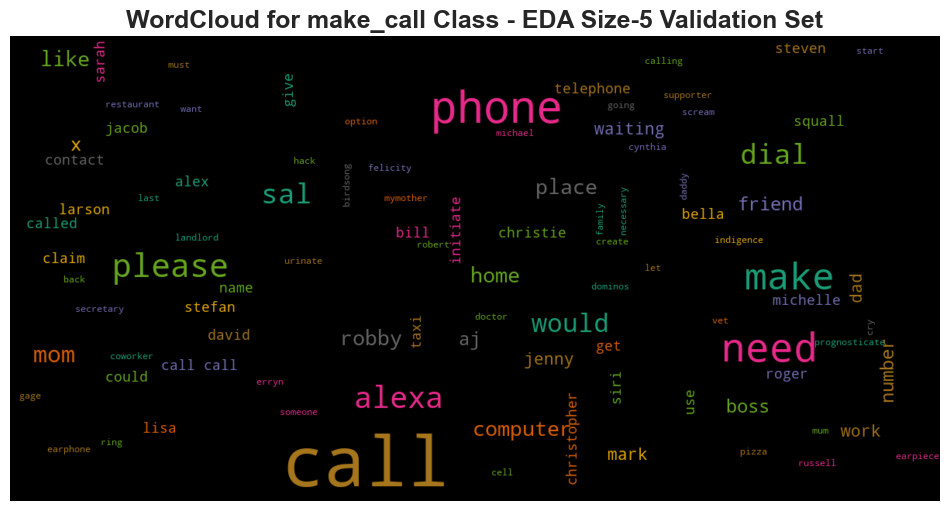 WordCloud for make_call Class - EDA Size-5 Validation Set
like
sarah
must
give
steven
start
calling
telephone
supporter
restaurant
want
phone
going
scream
option
michael
jacob
waiting
squall
x
contact
hack
cynthia
dial
birdsong
felicity
alex
sal
place
daddy
last
mymother
family
necessary
friend
larson
bella
called
initiate
bill
christie
landlord
robert
create
indigence
claim
urinate
please
home
let
make
back
name
dominos
dad
michelle
secretary
stefan
doctor
would
vet
cry
david
taxi
robby
aj
need
prognosticate
number
mom
coworker
call call
jenny
get
could
siri
roger
erryn
gage
alexa
use
boss
someone
christopher
lisa
computer
work
mum
ring
earphone
call
mark
pizza
earpiece
russell
cell